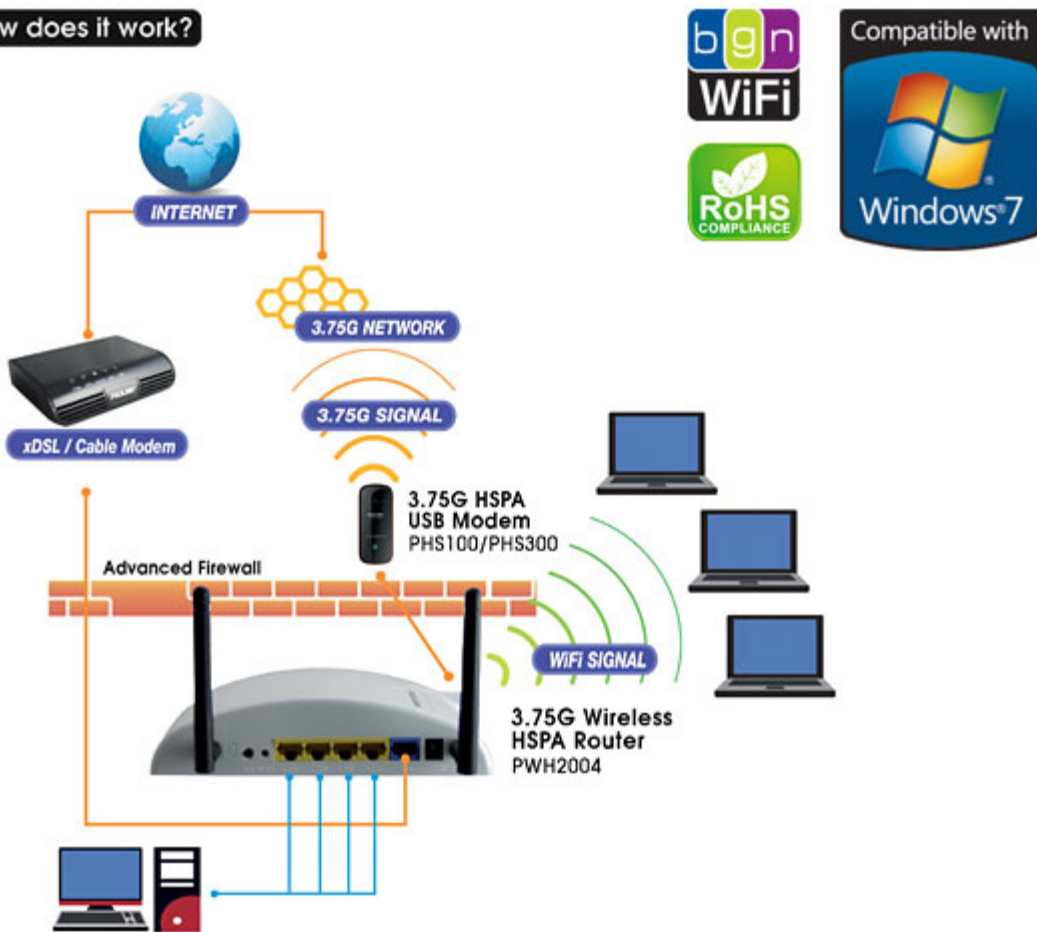 w does it work?
bgn
WiFi
RoHS
COMPLIANCE
Compatible with
Windows®7
INTERNET
3.75G NETWORK
3.75G SIGNAL
xDSL / Cable Modem
3.75G HSPA
USB Modem
PHS100/PHS300
Advanced Firewall
WiFi SIGNAL
3.75G Wireless
HSPA Router
PWH2004